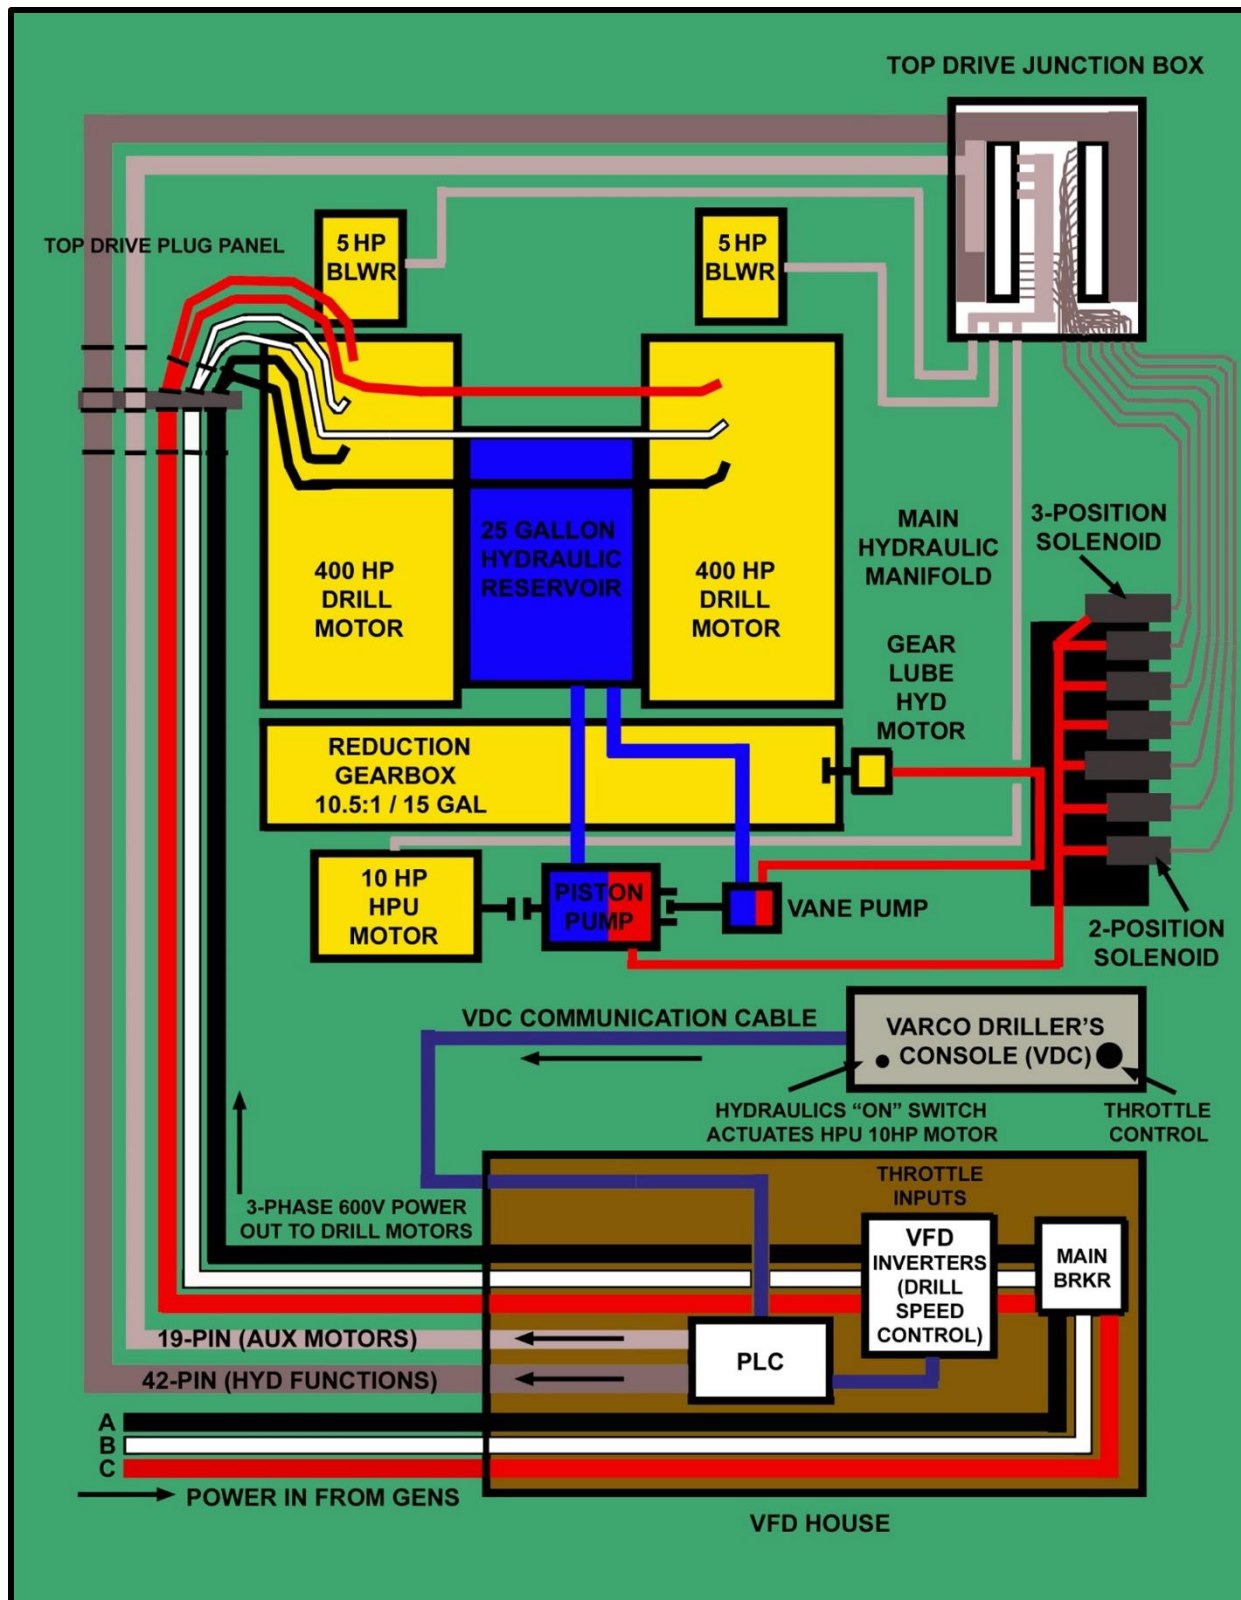 TOP DRIVE JUNCTION BOX
TOP DRIVE PLUG PANEL
5 HP
BLWR
5 HP
BLWR
400 HP
DRILL
MOTOR
25 GALLON
HYDRAULIC
RESERVOIR
400 HP
DRILL
MOTOR
MAIN
HYDRAULIC
MANIFOLD
3-POSITION
SOLENOID
GEAR
LUBE
HYD
MOTOR
REDUCTION
GEARBOX
10.5:1 / 15 GAL
10 HP
HPU
MOTOR
PISTON
PUMP
VANE PUMP
2-POSITION
SOLENOID
VDC COMMUNICATION CABLE
VARCO DRILLER’S
CONSOLE (VDC)
HYDRAULICS “ON” SWITCH
ACTUATES HPU 10HP MOTOR
THROTTLE
CONTROL
3-PHASE 600V POWER
OUT TO DRILL MOTORS
THROTTLE
INPUTS
VFD
INVERTERS
(DRILL
SPEED
CONTROL)
MAIN
BRKR
19-PIN (AUX MOTORS)
PLC
42-PIN (HYD FUNCTIONS)
A
B
C
POWER IN FROM GENS
VFD HOUSE